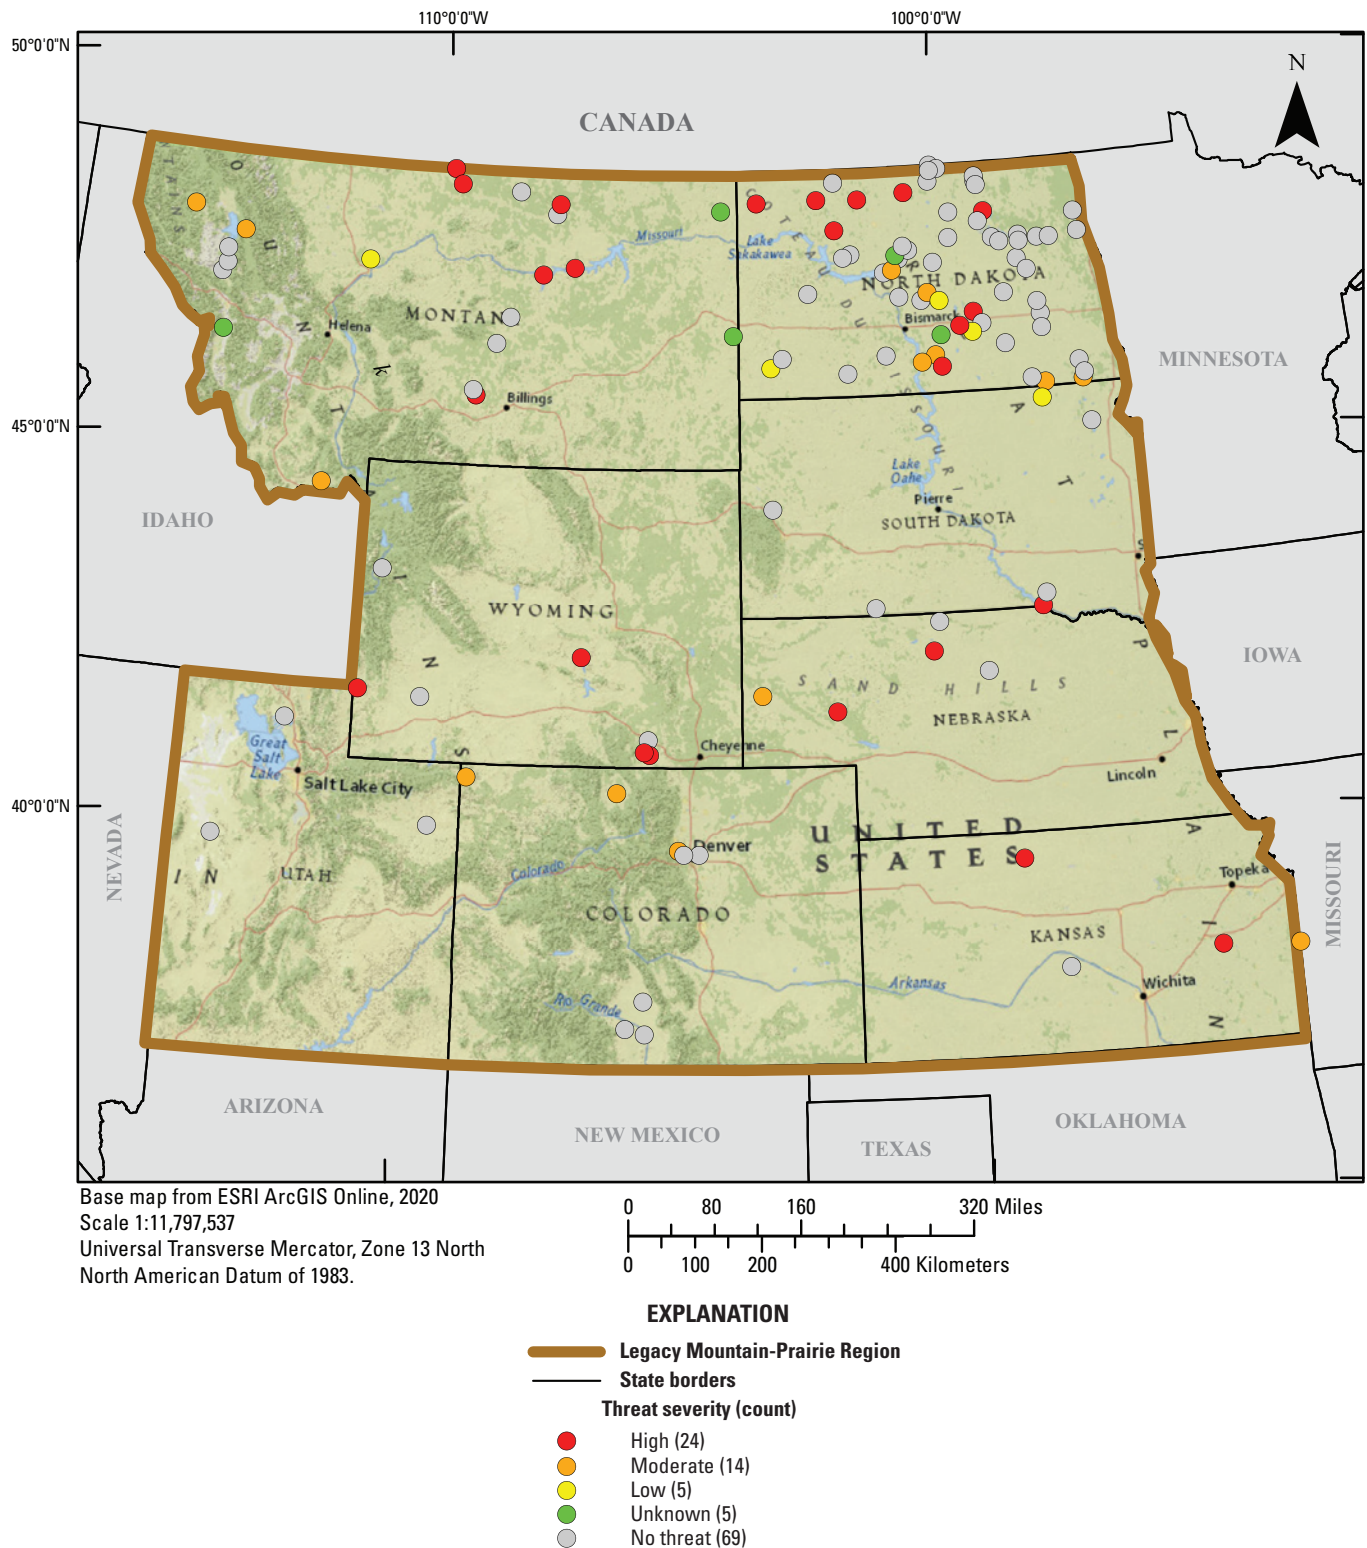 110°0'0"W
100°0'0"W
50°0'0"N
N
CANADA
Missouri
Lake
Sakakawea
NORTH DAKOTA
MONTAN
Helena
Bismarck
MINNESOTA
Billings
45°0'0"N
Lake
Oahe
IDAHO
Pierre
SOUTH DAKOTA
S
WYOMING
IOWA
SAND HILLS
NEBRASKA
Great
Salt
Lake
Cheyenne
Salt Lake City
Lincoln
40°0'0"N
NEVADA
UNITED
STATES
Denver
Colorado
Topeka
MISSOURI
IN
UTAH
COLORADO
KANSAS
Arkansas
Wichita
Rio Grande
ARIZONA
NEW MEXICO
TEXAS
OKLAHOMA
Base map from ESRI ArcGIS Online, 2020
Scale 1:11,797,537
Universal Transverse Mercator, Zone 13 North
North American Datum of 1983.
0 80 160 320 Miles
0 100 200 400 Kilometers
EXPLANATION
Legacy Mountain-Prairie Region
State borders
Threat severity (count)
High (24)
Moderate (14)
Low (5)
Unknown (5)
No threat (69)